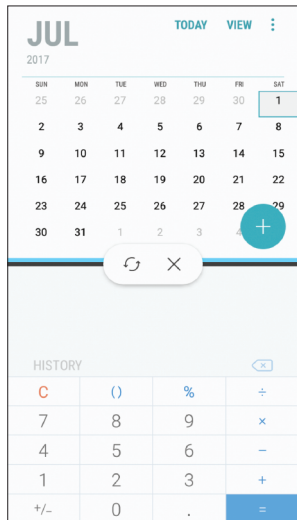 JUL TODAY VIEW
2017
SUN MON TUE WED THU FRI SAT
25 26 27 28 29 30 1
2 3 4 5 6 7 8
9 10 11 12 13 14 15
16 17 18 19 20 21 22
23 24 25 26 27 28 29
30 31 1 2 3 4
HISTORY
C () % ÷
7 8 9 ×
4 5 6 −
1 2 3 +
+/− 0 . =